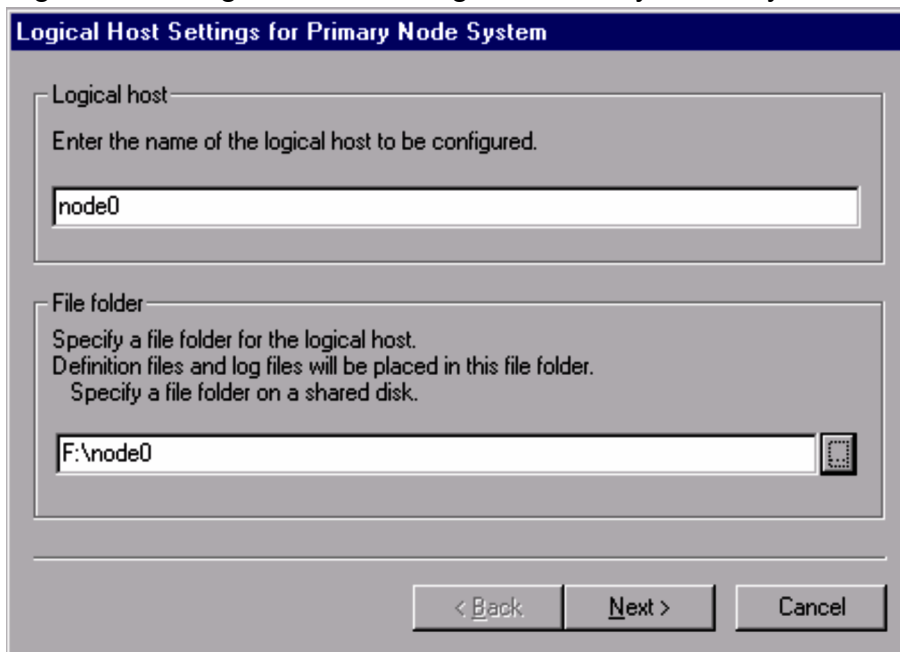 Logical Host Settings for Primary Node System
Logical host
Enter the name of the logical host to be configured.
node0
File folder
Specify a file folder for the logical host.
Definition files and log files will be placed in this file folder.
Specify a file folder on a shared disk.
F:\node0
...
< Back Next > Cancel